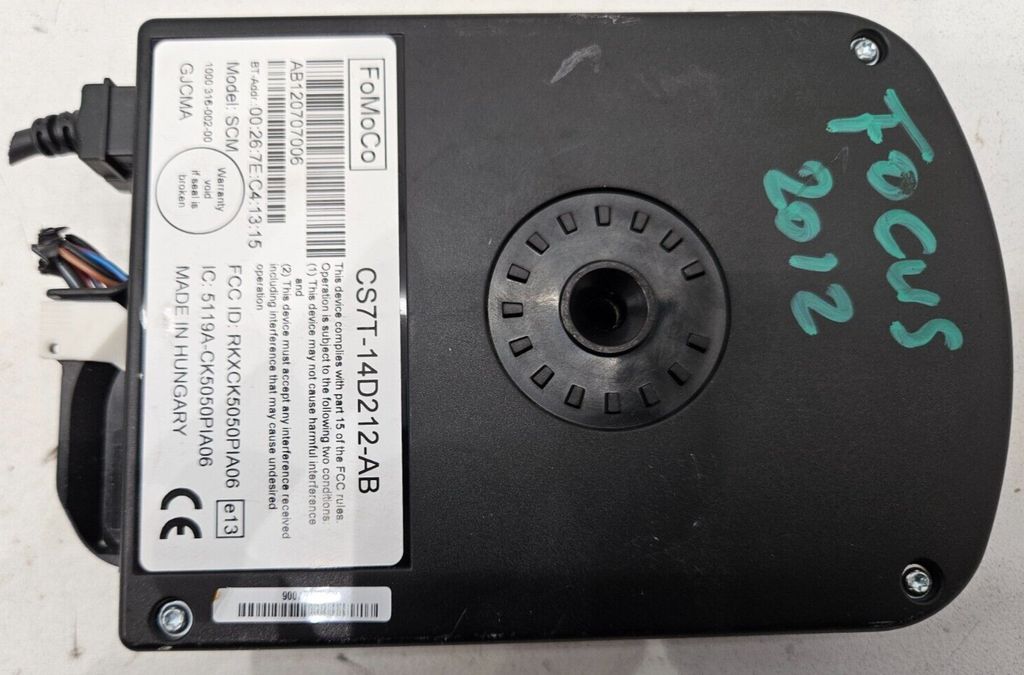 FoMoCo
AB120707006
BT-Addr: 00:26:7E:C4:13:15
Model: SCM
1000 316-002-00
GJCMA
Warranty
void
if seal is
broken
CS7T-14D212-AB
This device complies with part 15 of the FCC rules.
Operation is subject to the following two conditions:
(1) This device may not cause harmful interference
and
(2) This device must accept any interference received
including interference that may cause undesired
operation
FCC ID: RKXCK5050PIA06
IC: 5119A-CK5050PIA06
MADE IN HUNGARY
e13
CE
006
FOCUS
2012